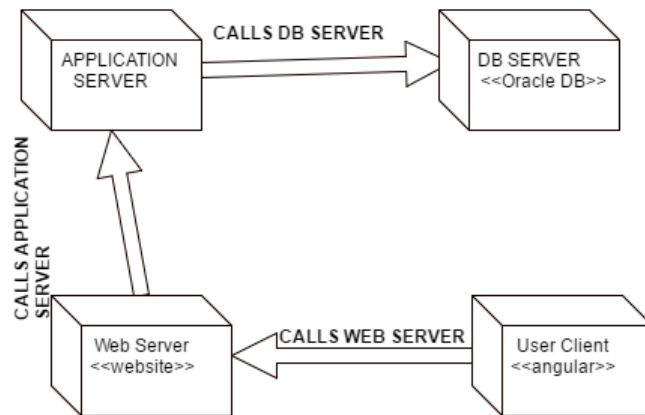 CALLS DB SERVER
APPLICATION
SERVER
DB SERVER
<<Oracle DB>>
CALLS APPLICATION
SERVER
CALLS WEB SERVER
Web Server
<<website>>
User Client
<<angular>>